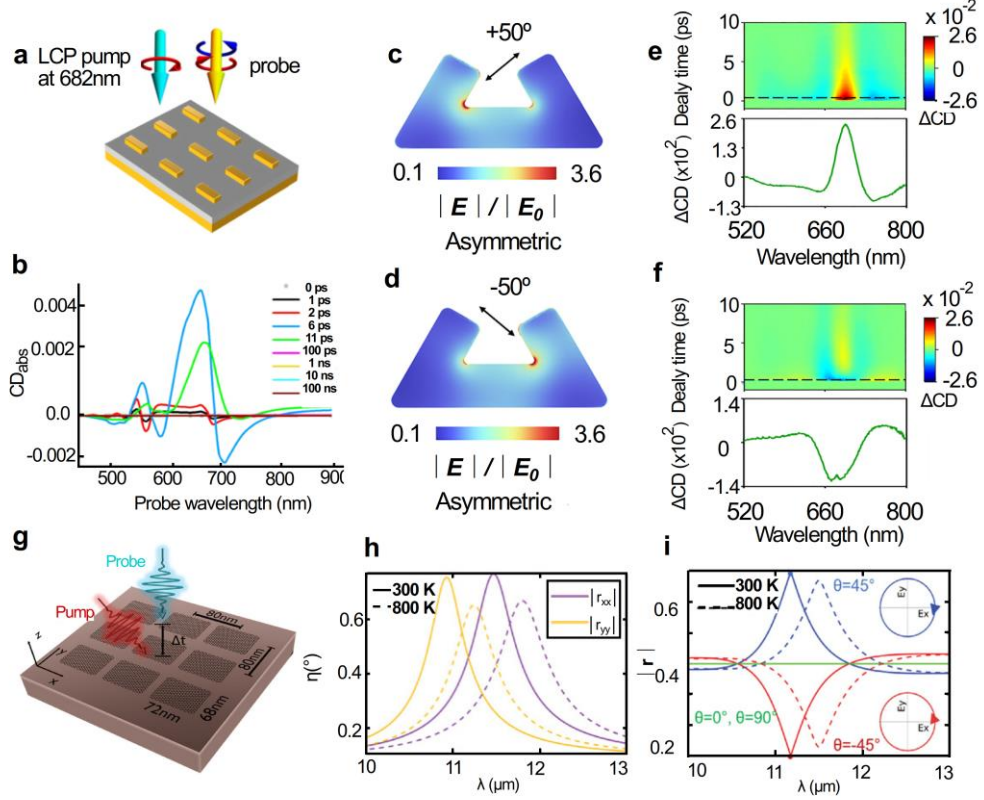 a
LCP pump
at 682nm
probe
b
CD_abs
0.004
0.002
0.0
-0.002
500
600
700
800
90
Probe wavelength (nm)
0 ps
1 ps
2 ps
6 ps
11 ps
100 ps
1 ns
10 ns
100 ns
c
+50º
0.1
3.6
| E | / | E₀ |
Asymmetric
d
-50º
0.1
3.6
| E | / | E₀ |
Asymmetric
e
Dealy time (ps)
10
5
0
x 10⁻²
2.6
0
-2.6
ΔCD
ΔCD (x10²)
2.6
1.3
0
-1.3
520
660
800
Wavelength (nm)
f
Dealy time (ps)
10
5
0
x 10⁻²
2.6
0
-2.6
ΔCD
ΔCD (x10²)
1.4
0
-1.4
520
660
800
Wavelength (nm)
g
Probe
Pump
Δt
80nm
80nm
72nm
68nm
z
y
x
h
η(°)
0.6
0.4
0.2
300 K
800 K
|r_xx|
|r_yy|
10
11
12
13
λ (μm)
i
| r |
0.6
0.4
0.2
300 K
800 K
θ=45°
Ey
Ex
θ=0°, θ=90°
θ=-45°
Ey
Ex
10
11
12
13
λ (μm)